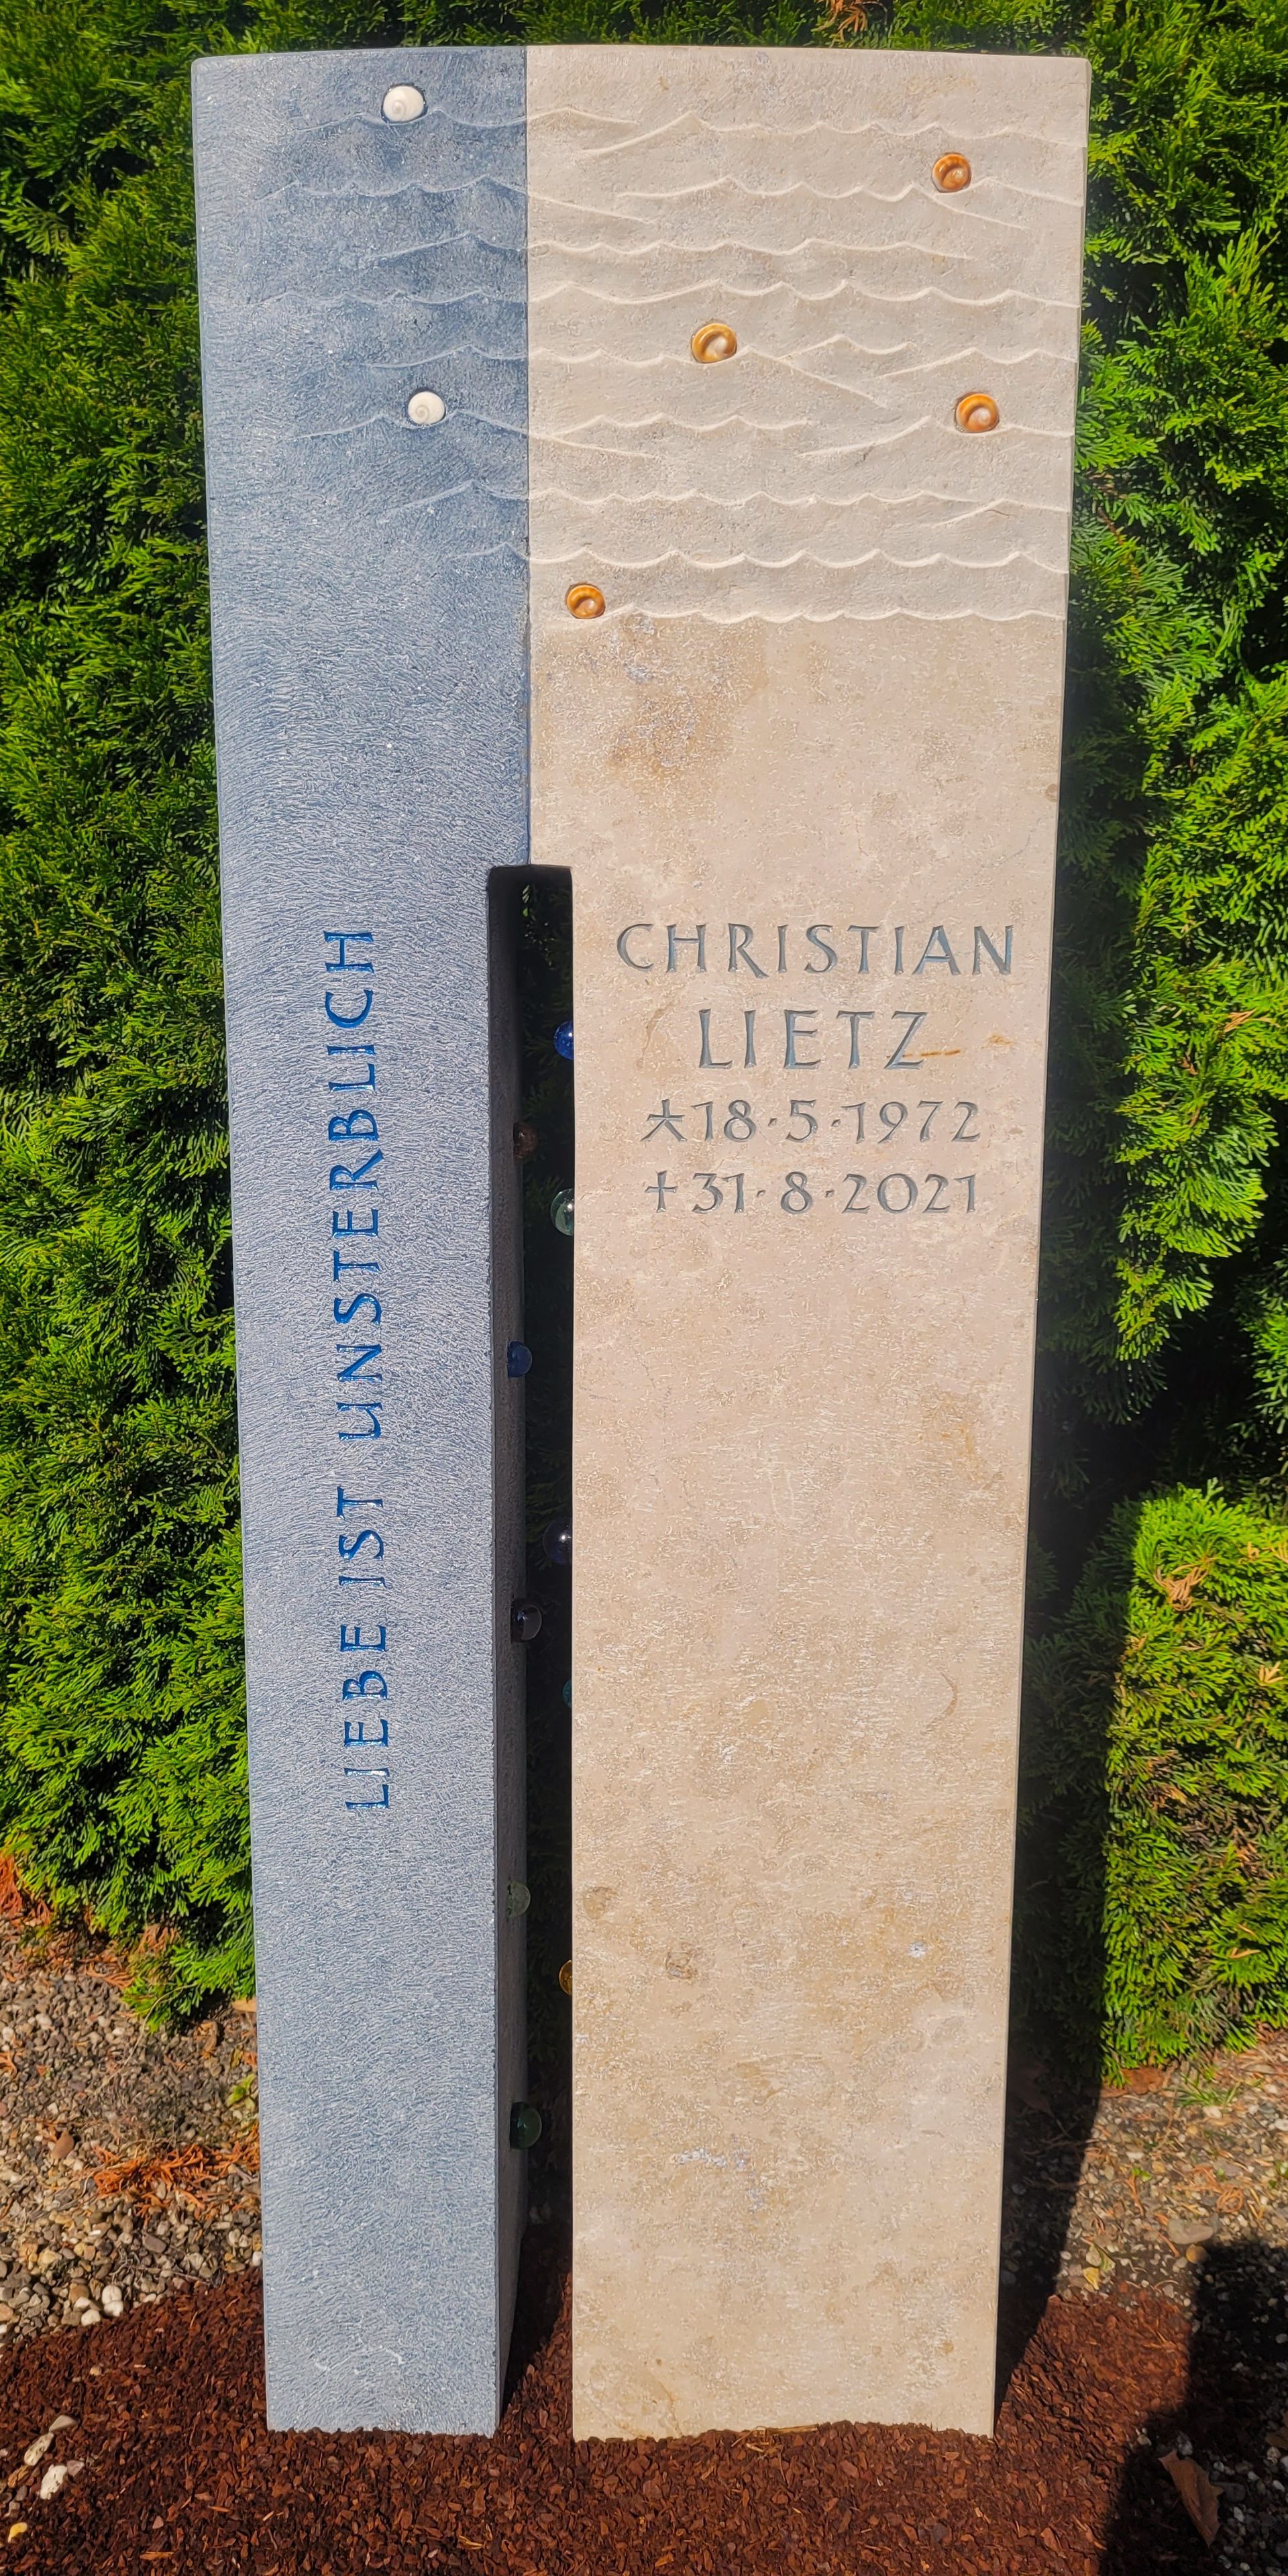 LIEBE IST UNSTERBLICH
CHRISTIAN
LIETZ
*18·5·1972
†31·8·2021